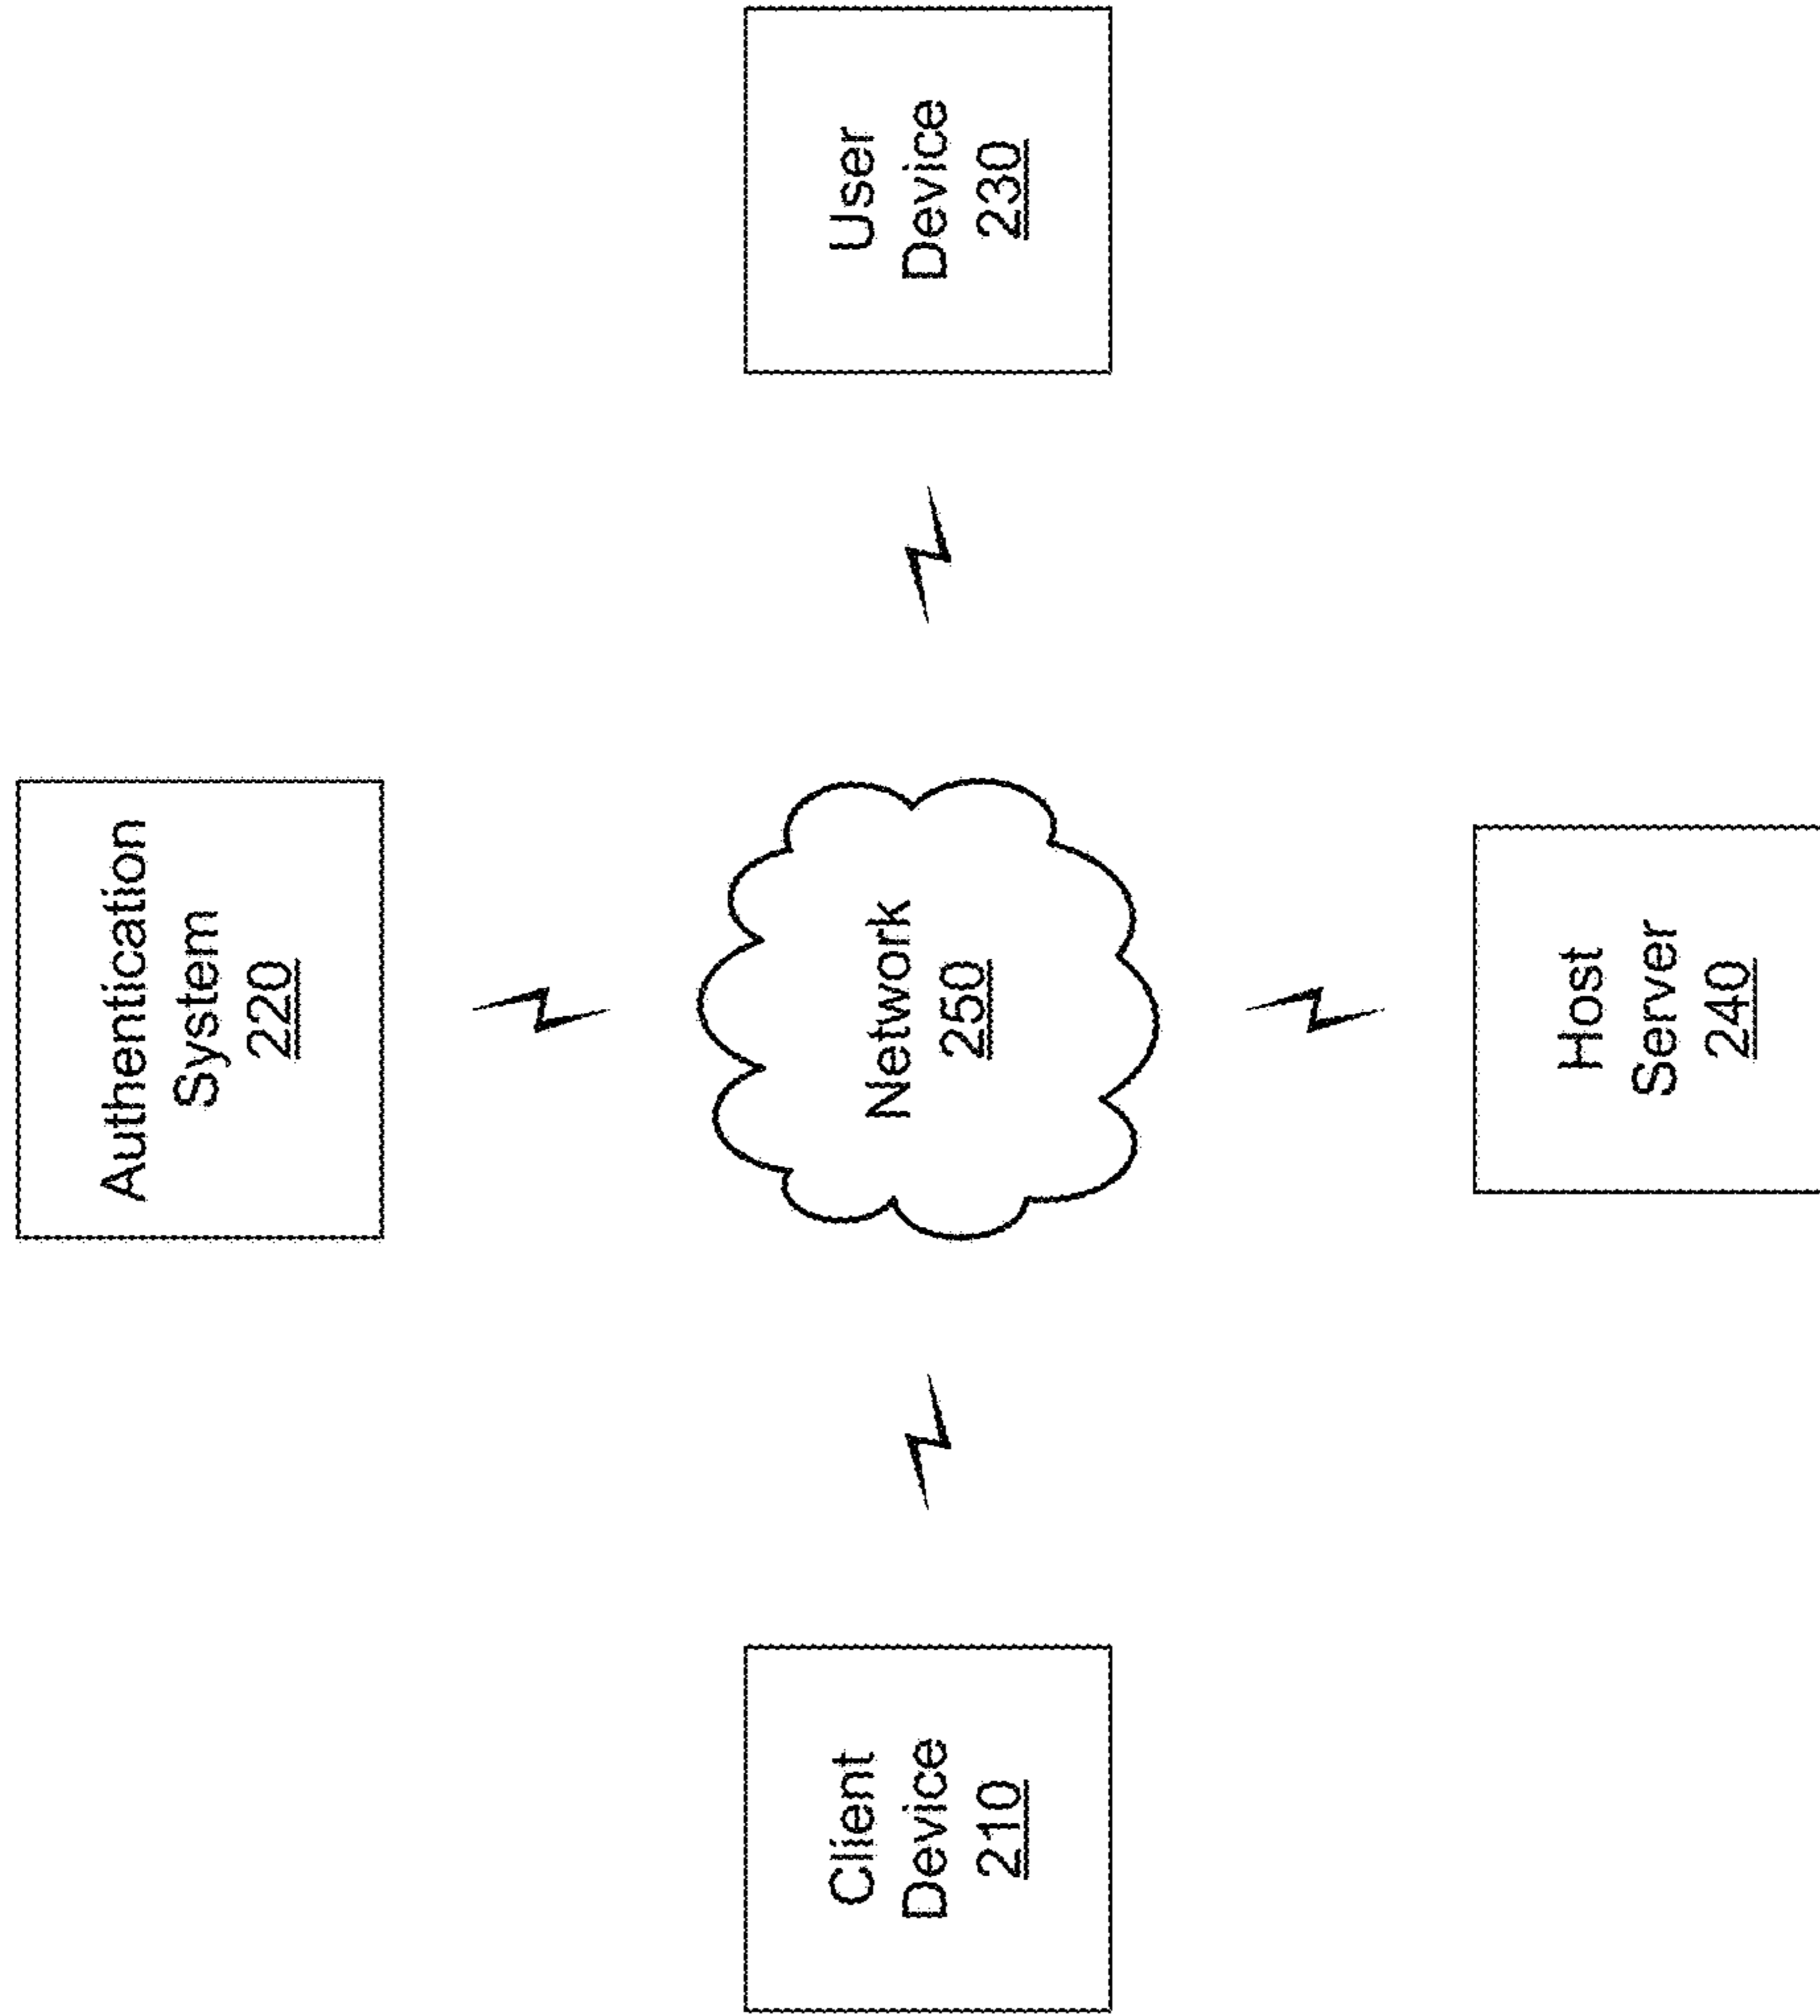 Authentication
System
220
Client
Device
210
Network
250
User
Device
230
Host
Server
240